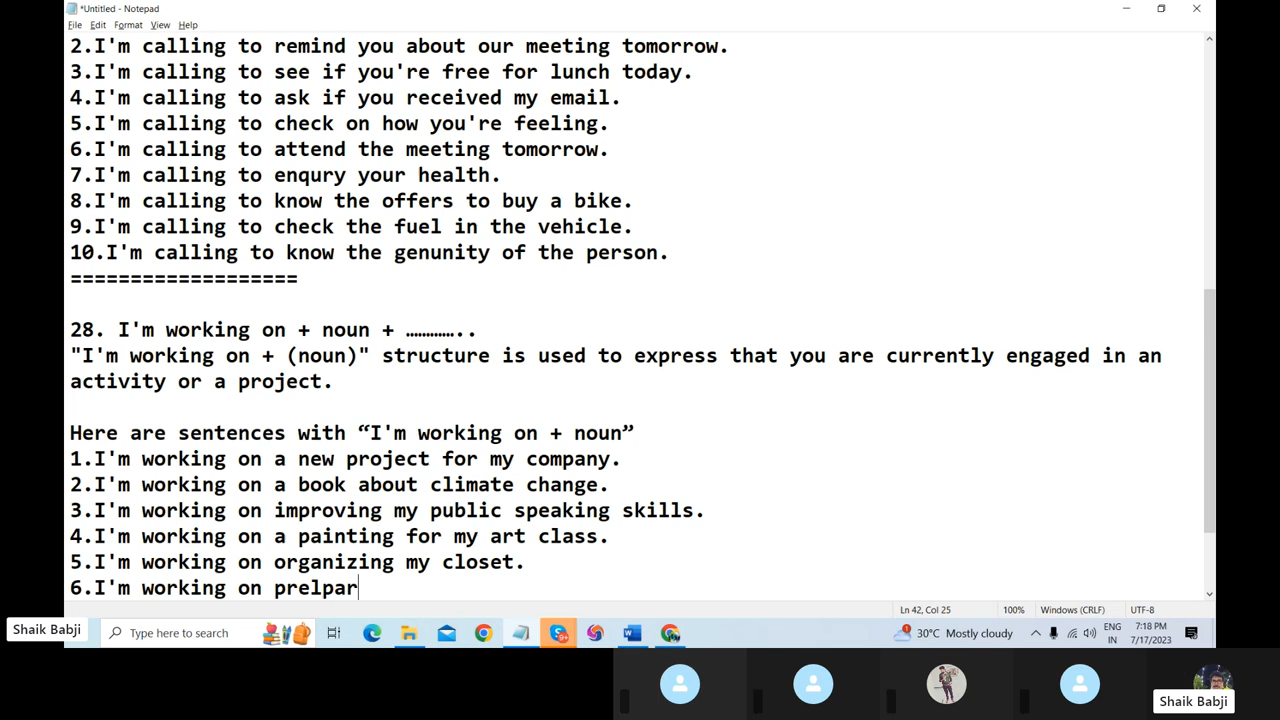 *Untitled - Notepad
File Edit Format View Help
2.I'm calling to remind you about our meeting tomorrow.
3.I'm calling to see if you're free for lunch today.
4.I'm calling to ask if you received my email.
5.I'm calling to check on how you're feeling.
6.I'm calling to attend the meeting tomorrow.
7.I'm calling to enqury your health.
8.I'm calling to know the offers to buy a bike.
9.I'm calling to check the fuel in the vehicle.
10.I'm calling to know the genunity of the person.
===================
28. I'm working on + noun + …………..
"I'm working on + (noun)" structure is used to express that you are currently engaged in an
activity or a project.
Here are sentences with “I'm working on + noun”
1.I'm working on a new project for my company.
2.I'm working on a book about climate change.
3.I'm working on improving my public speaking skills.
4.I'm working on a painting for my art class.
5.I'm working on organizing my closet.
6.I'm working on prelpar
Ln 42, Col 25 100% Windows (CRLF) UTF-8
Shaik Babji
Type here to search
30°C Mostly cloudy
ENG
IN
7:18 PM
7/17/2023
Shaik Babji